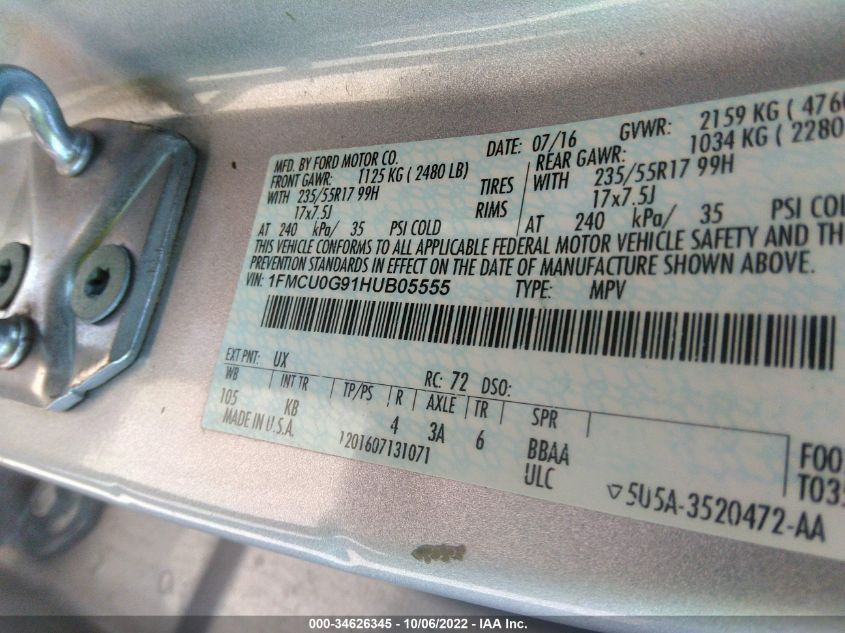 MFD. BY FORD MOTOR CO. DATE: 07/16 GVWR: 2159 KG ( 4760
FRONT GAWR: 1125 KG ( 2480 LB) REAR GAWR: 1034 KG ( 2280
WITH 235/55R17 99H TIRES WITH 235/55R17 99H
17x7.5J RIMS 17x7.5J
AT 240 kPa/ 35 PSI COLD AT 240 kPa/ 35 PSI COL
THIS VEHICLE CONFORMS TO ALL APPLICABLE FEDERAL MOTOR VEHICLE SAFETY AND TH
PREVENTION STANDARDS IN EFFECT ON THE DATE OF MANUFACTURE SHOWN ABOVE.
VIN: 1FMCU0G91HUB05555 TYPE: MPV
EXT PNT: UX RC: 72 DSO:
WB INT TR TP/PS R AXLE TR SPR
105 KB 4 3A 6 BBAA
MADE IN U.S.A. 1201607131071 ULC
F00
T035
5U5A-3520472-AA
000-34626345 - 10/06/2022 - IAA Inc.